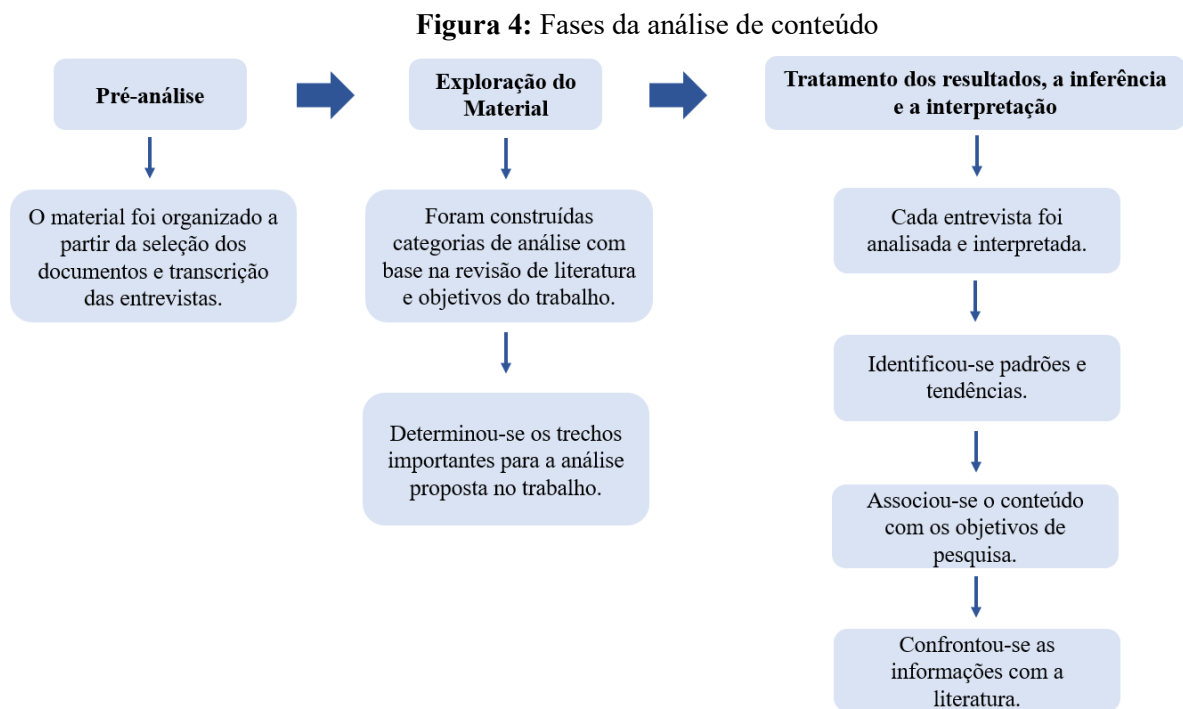 Figura 4: Fases da análise de conteúdo
Pré-análise
O material foi organizado a
partir da seleção dos
documentos e transcrição
das entrevistas.
Exploração do
Material
Foram construídas
categorias de análise com
base na revisão de literatura
e objetivos do trabalho.
Determinou-se os trechos
importantes para a análise
proposta no trabalho.
Tratamento dos resultados, a inferência
e a interpretação
Cada entrevista foi
analisada e interpretada.
Identificou-se padrões e
tendências.
Associou-se o conteúdo
com os objetivos de
pesquisa.
Confrontou-se as
informações com a
literatura.